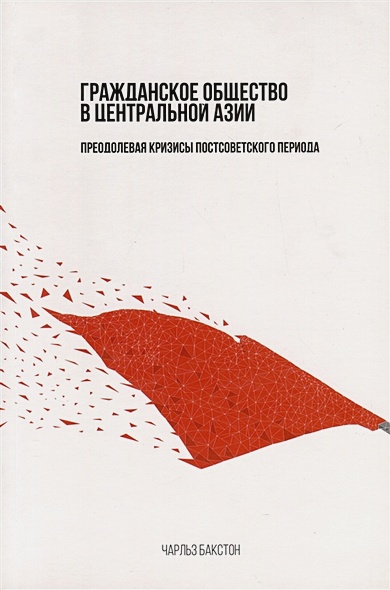 ГРАЖДАНСКОЕ ОБЩЕСТВО
В ЦЕНТРАЛЬНОЙ АЗИИ
ПРЕОДОЛЕВАЯ КРИЗИСЫ ПОСТСОВЕТСКОГО ПЕРИОДА
ЧАРЛЬЗ БАКСТОН